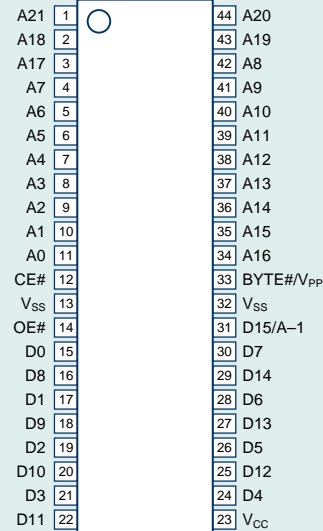 A21 1 44 A20
A18 2 43 A19
A17 3 42 A8
A7 4 41 A9
A6 5 40 A10
A5 6 39 A11
A4 7 38 A12
A3 8 37 A13
A2 9 36 A14
A1 10 35 A15
A0 11 34 A16
CE# 12 33 BYTE#/VPP
VSS 13 32 VSS
OE# 14 31 D15/A–1
D0 15 30 D7
D8 16 29 D14
D1 17 28 D6
D9 18 27 D13
D2 19 26 D5
D10 20 25 D12
D3 21 24 D4
D11 22 23 VCC